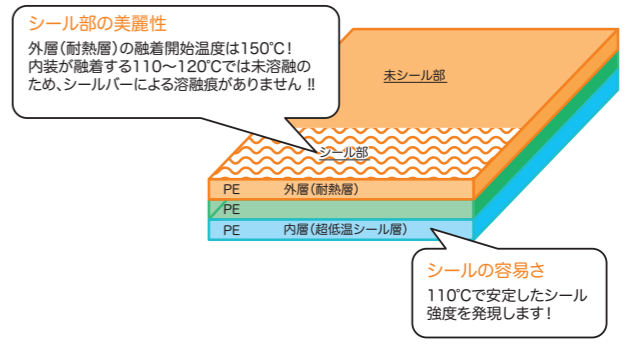 シール部の美麗性
外層(耐熱層)の融着開始温度は150℃!
内装が融着する110〜120℃では未溶融の
ため、シールバーによる溶融痕がありません!!
未シール部
シール部
PE 外層(耐熱層)
PE
PE 内層(超低温シール層)
シールの容易さ
110℃で安定したシール
強度を発現します!